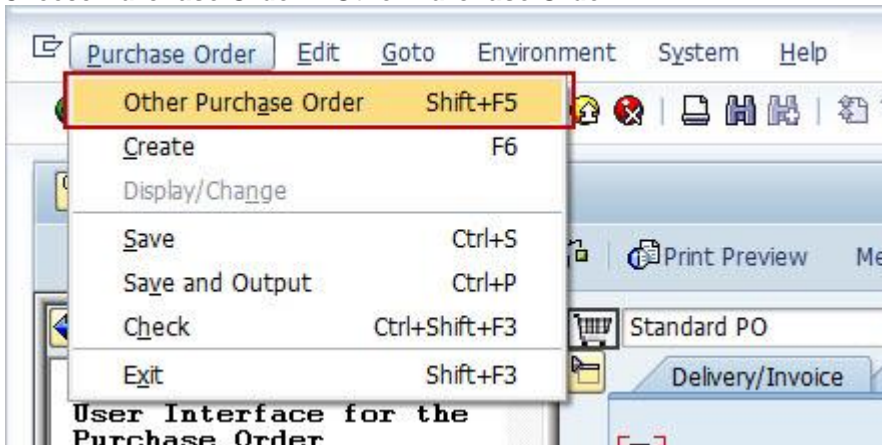 Purchase Order Edit Goto Environment System Help
Other Purchase Order Shift+F5
Create F6
Display/Change
Save Ctrl+S
Save and Output Ctrl+P
Check Ctrl+Shift+F3
Exit Shift+F3
Print Preview Me
Standard PO
Delivery/Invoice
User Interface for the
Purchase Order